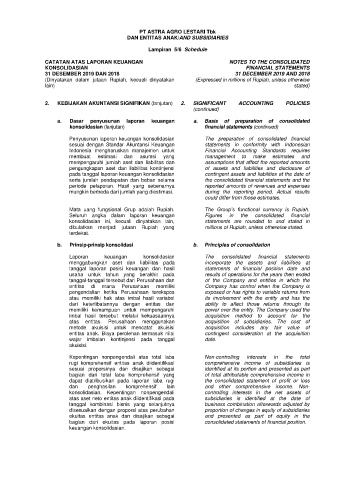 PT ASTRA AGRO LESTARI Tbk
DAN ENTITAS ANAK/AND SUBSIDIARIES
Lampiran 5/6 Schedule
CATATAN ATAS LAPORAN KEUANGAN
KONSOLIDASIAN
31 DESEMBER 2019 DAN 2018
(Dinyatakan dalam jutaan Rupiah, kecuali dinyatakan
lain)
NOTES TO THE CONSOLIDATED
FINANCIAL STATEMENTS
31 DECEMBER 2019 AND 2018
(Expressed in millions of Rupiah, unless otherwise
stated)
2. KEBIJAKAN AKUNTANSI SIGNIFIKAN (lanjutan)
a. Dasar penyusunan laporan keuangan
konsolidasian (lanjutan)
Penyusunan laporan keuangan konsolidasian
sesuai dengan Standar Akuntansi Keuangan
Indonesia mengharuskan manajemen untuk
membuat estimasi dan asumsi yang
mempengaruhi jumlah aset dan liabilitas dan
pengungkapan aset dan liabilitas kontinjensi
pada tanggal laporan keuangan konsolidasian
serta jumlah pendapatan dan beban selama
periode pelaporan. Hasil yang sebenarnya
mungkin berbeda dari jumlah yang diestimasi.
Mata uang fungsional Grup adalah Rupiah.
Seluruh angka dalam laporan keuangan
konsolidasian ini, kecuali dinyatakan lain,
dibulatkan menjadi jutaan Rupiah yang
terdekat.
b. Prinsip-prinsip konsolidasi
Laporan keuangan konsolidasian
menggabungkan aset dan liabilitas pada
tanggal laporan posisi keuangan dan hasil
usaha untuk tahun yang berakhir pada
tanggal-tanggal tersebut dari Perusahaan dan
entitas di mana Perusahaan memiliki
pengendalian ketika Perusahaan terekspos
atau memiliki hak atas imbal hasil variabel
dari keterlibatannya dengan entitas dan
memiliki kemampuan untuk mempengaruhi
imbal hasil tersebut melalui kekuasaannya
atas entitas. Perusahaan menggunakan
metode akuisisi untuk mencatat akuisisi
entitas anak. Biaya perolehan termasuk nilai
wajar imbalan kontinjensi pada tanggal
akuisisi.
Kepentingan nonpengendali atas total laba
rugi komprehensif entitas anak diidentifikasi
sesuai proporsinya dan disajikan sebagai
bagian dari total laba komprehensif yang
dapat diatribusikan pada laporan laba rugi
dan penghasilan komprehensif lain
konsolidasian. Kepentingan nonpengendali
atas aset neto entitas anak diidentifikasi pada
tanggal kombinasi bisnis yang selanjutnya
disesuaikan dengan proporsi atas perubahan
ekuitas entitas anak dan disajikan sebagai
bagian dari ekuitas pada laporan posisi
keuangan konsolidasian.
2. SIGNIFICANT ACCOUNTING POLICIES
(continued)
a. Basis of preparation of consolidated
financial statements (continued)
The preparation of consolidated financial
statements in conformity with Indonesian
Financial Accounting Standards requires
management to make estimates and
assumptions that affect the reported amounts
of assets and liabilities and disclosure of
contingent assets and liabilities at the date of
the consolidated financial statements and the
reported amounts of revenues and expenses
during the reporting period. Actual results
could differ from those estimates.
The Group's functional currency is Rupiah.
Figures in the consolidated financial
statements are rounded to and stated in
millions of Rupiah, unless otherwise stated.
b. Principles of consolidation
The consolidated financial statements
incorporate the assets and liabilities at
statements of financial position date and
results of operations for the years then ended
of the Company and entities in which the
Company has control when the Company is
exposed or has rights to variable returns from
its involvement with the entity and has the
ability to affect those returns through its
power over the entity. The Company used the
acquisition method to account for the
acquisition of subsidiaries. The cost of
acquisition includes any fair value of
contingent consideration at the acquisition
date.
Non-controlling interests in the total
comprehensive income of subsidiaries is
identified at its portion and presented as part
of total attributable comprehensive income in
the consolidated statement of profit or loss
and other comprehensive income. Non-
controlling interests in the net assets of
subsidiaries is identified at the date of
business combination afterwards adjusted by
proportion of changes in equity of subsidiaries
and presented as part of equity in the
consolidated statements of financial position.